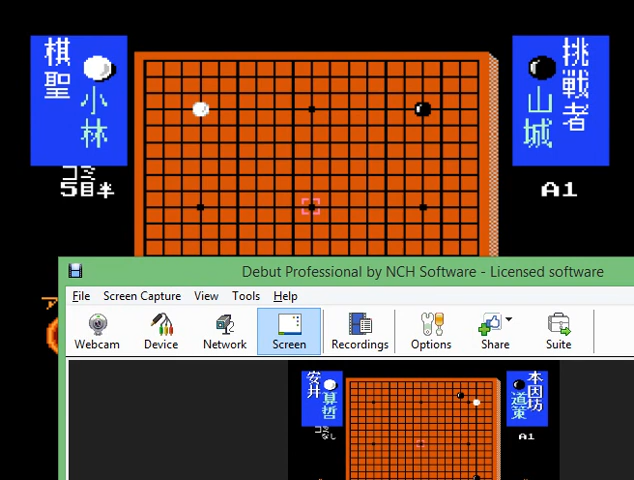 棋聖
小林
コミ
5目半
挑戦者
山城
A1
ア
Debut Professional by NCH Software - Licensed software
File Screen Capture View Tools Help
Webcam Device Network Screen Recordings Options Share Suite
安井
算哲
コミ
なし
本因坊
道策
A1